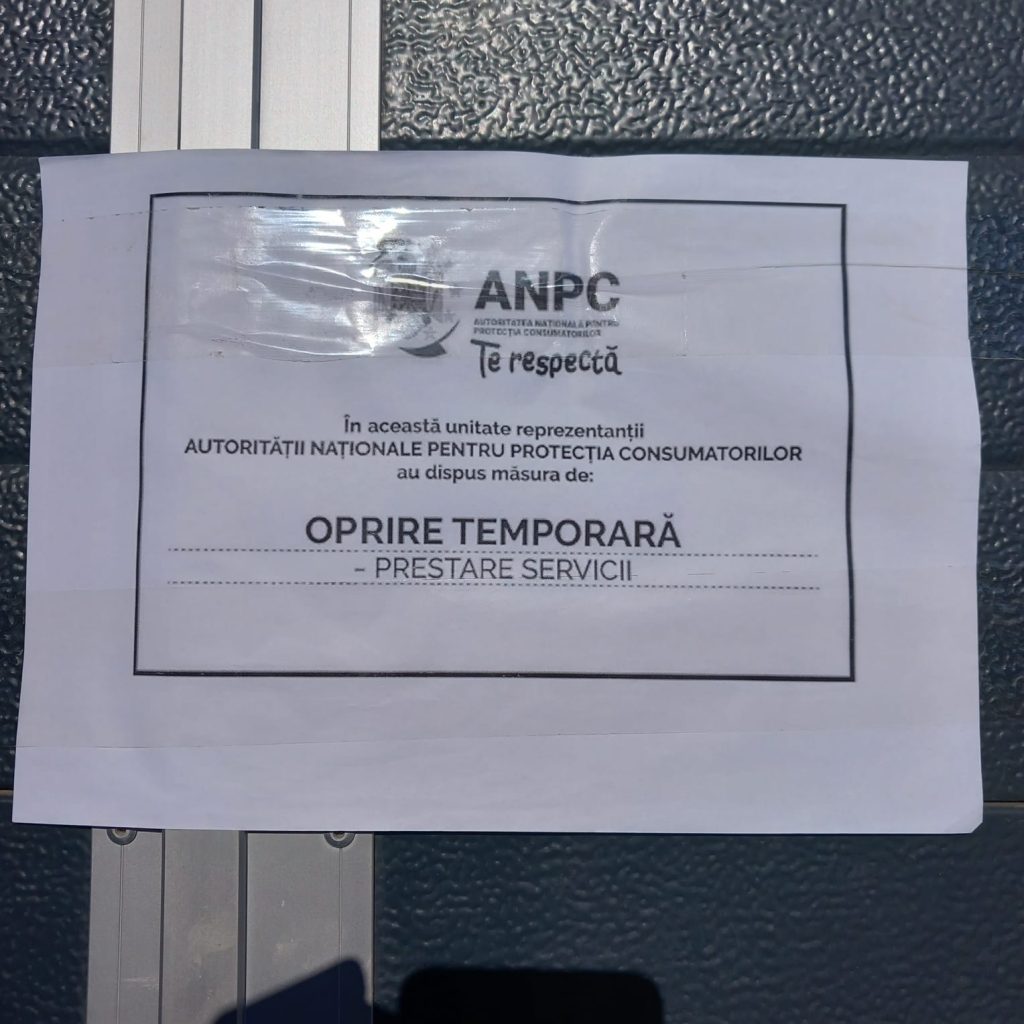 ANPC
AUTORITATEA NAȚIONALĂ PENTRU
PROTECȚIA CONSUMATORILOR
Te respectă
În această unitate reprezentanții
AUTORITĂȚII NAȚIONALE PENTRU PROTECȚIA CONSUMATORILOR
au dispus măsura de:
OPRIRE TEMPORARĂ
- PRESTARE SERVICII